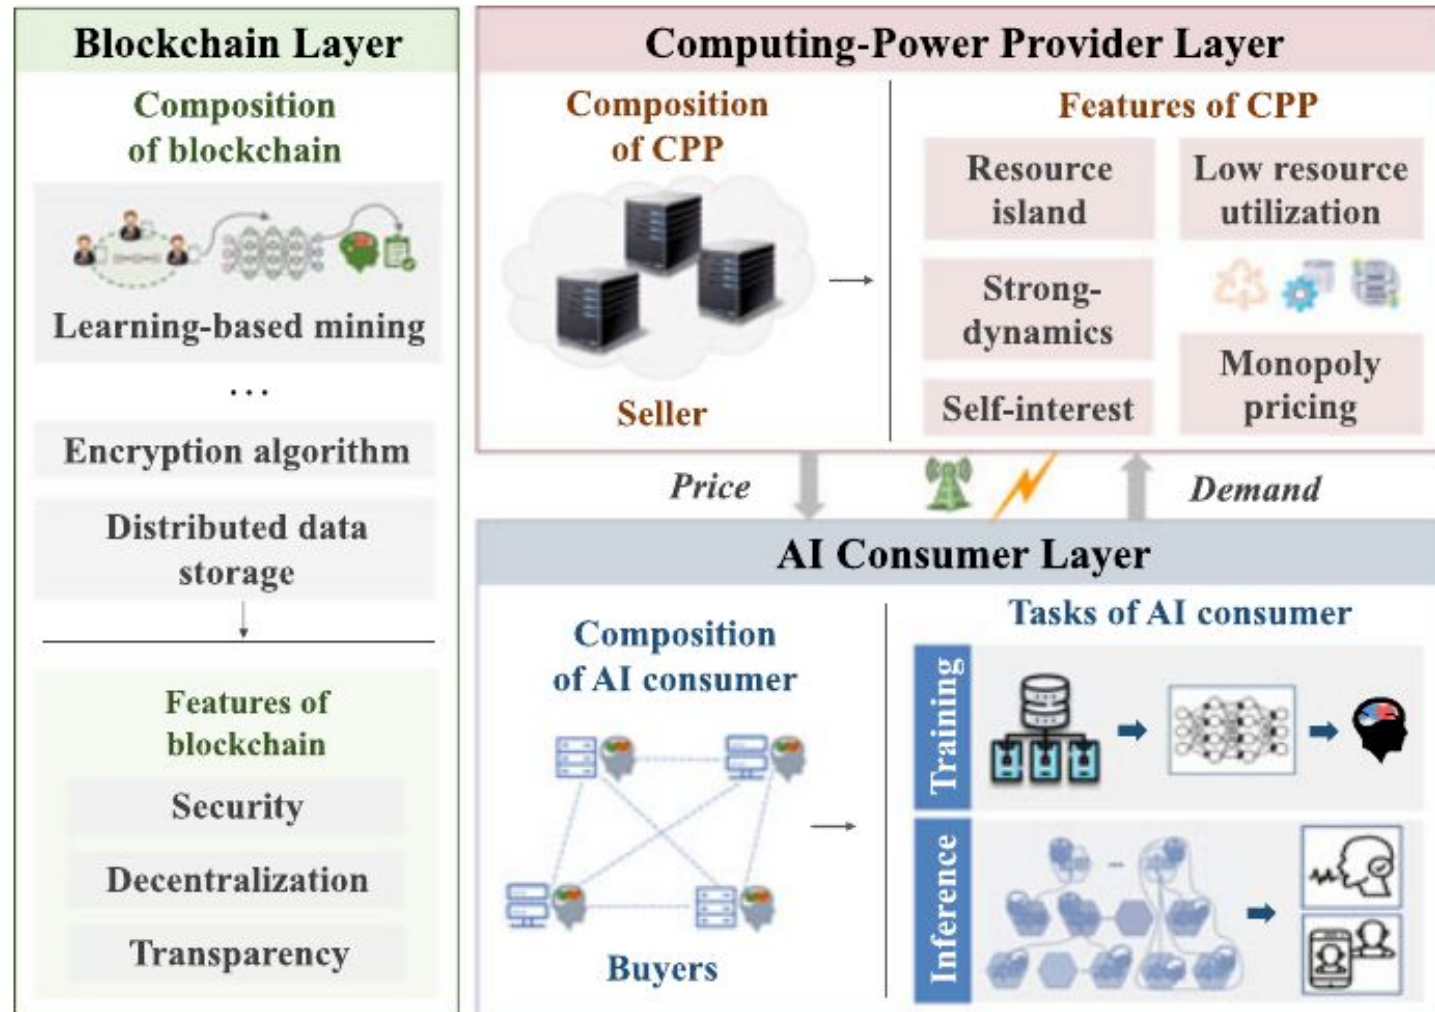 Blockchain Layer
Composition
of blockchain
Learning-based mining
...
Encryption algorithm
Distributed data
storage
Features of
blockchain
Security
Decentralization
Transparency
Computing-Power Provider Layer
Composition
of CPP
Seller
Features of CPP
Resource
island
Low resource
utilization
Strong-
dynamics
Self-interest
Monopoly
pricing
Price
Demand
AI Consumer Layer
Composition
of AI consumer
Buyers
Tasks of AI consumer
Training
Inference